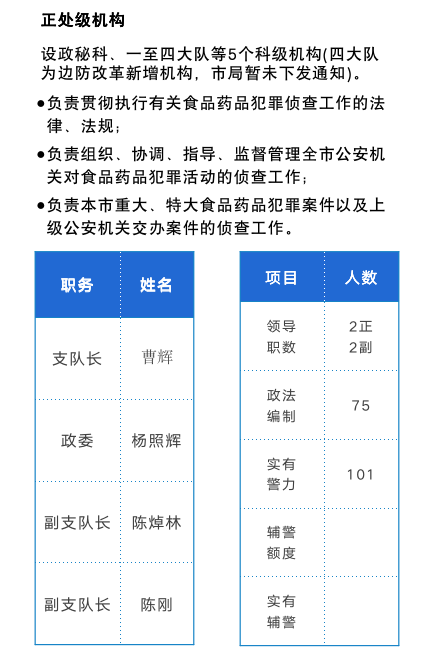 正处级机构
设政秘科、一至四大队等5个科级机构(四大队
为边防改革新增机构，市局暂未下发通知)。
●负责贯彻执行有关食品药品犯罪侦查工作的法
律、法规；
●负责组织、协调、指导、监督管理全市公安机
关对食品药品犯罪活动的侦查工作；
●负责本市重大、特大食品药品犯罪案件以及上
级公安机关交办案件的侦查工作。
职务 姓名
支队长 曹辉
政委 杨照辉
副支队长 陈焯林
副支队长 陈刚
项目 人数
领导 2正
职数 2副
政法
编制 75
实有
警力 101
辅警
额度
实有
辅警